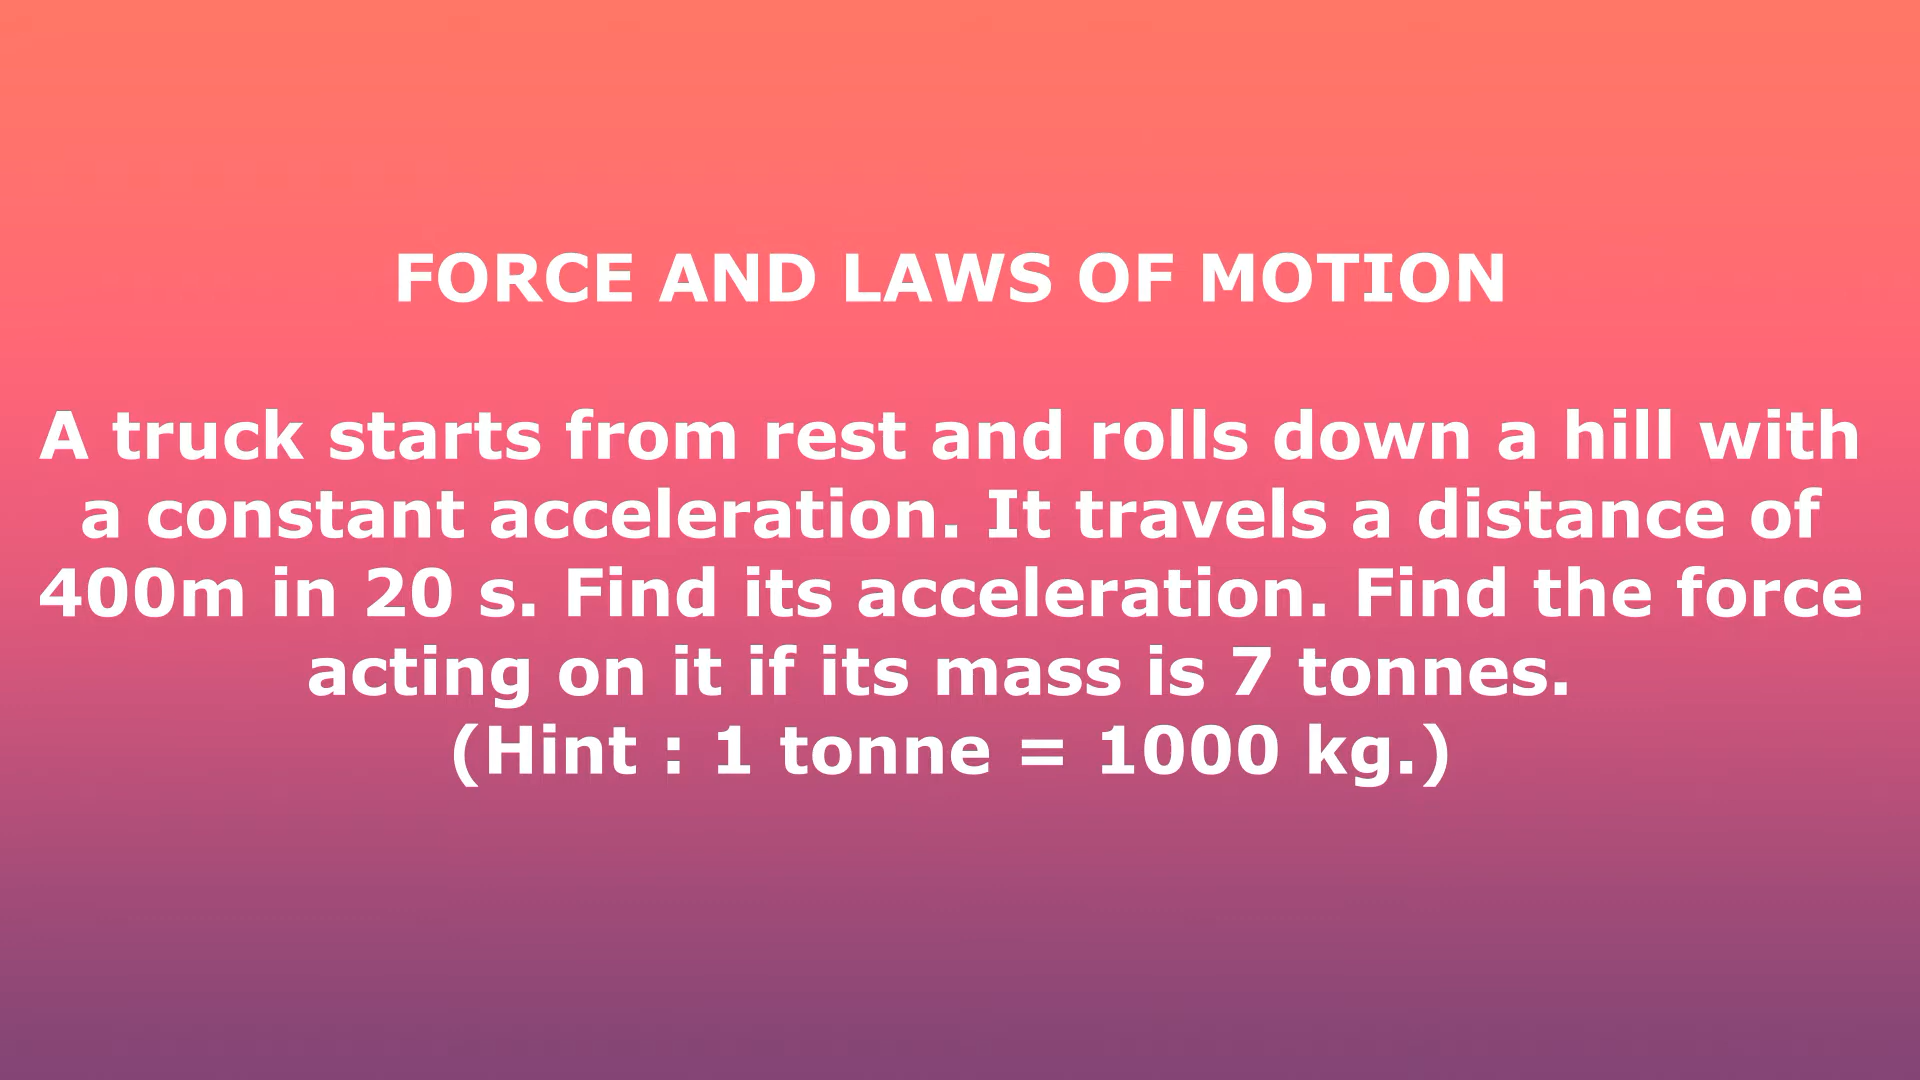 FORCE AND LAWS OF MOTION
A truck starts from rest and rolls down a hill with
a constant acceleration. It travels a distance of
400m in 20 s. Find its acceleration. Find the force
acting on it if its mass is 7 tonnes.
(Hint : 1 tonne = 1000 kg.)